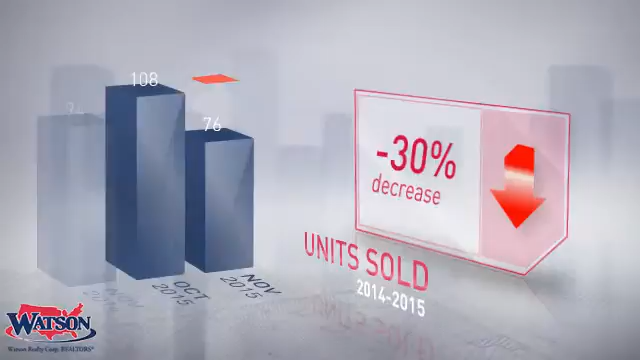 108
76
-30%
decrease
UNITS SOLD
2014-2015
OCT
2015
NOV
2015
WATSON
Watson Realty Corp. REALTORS®